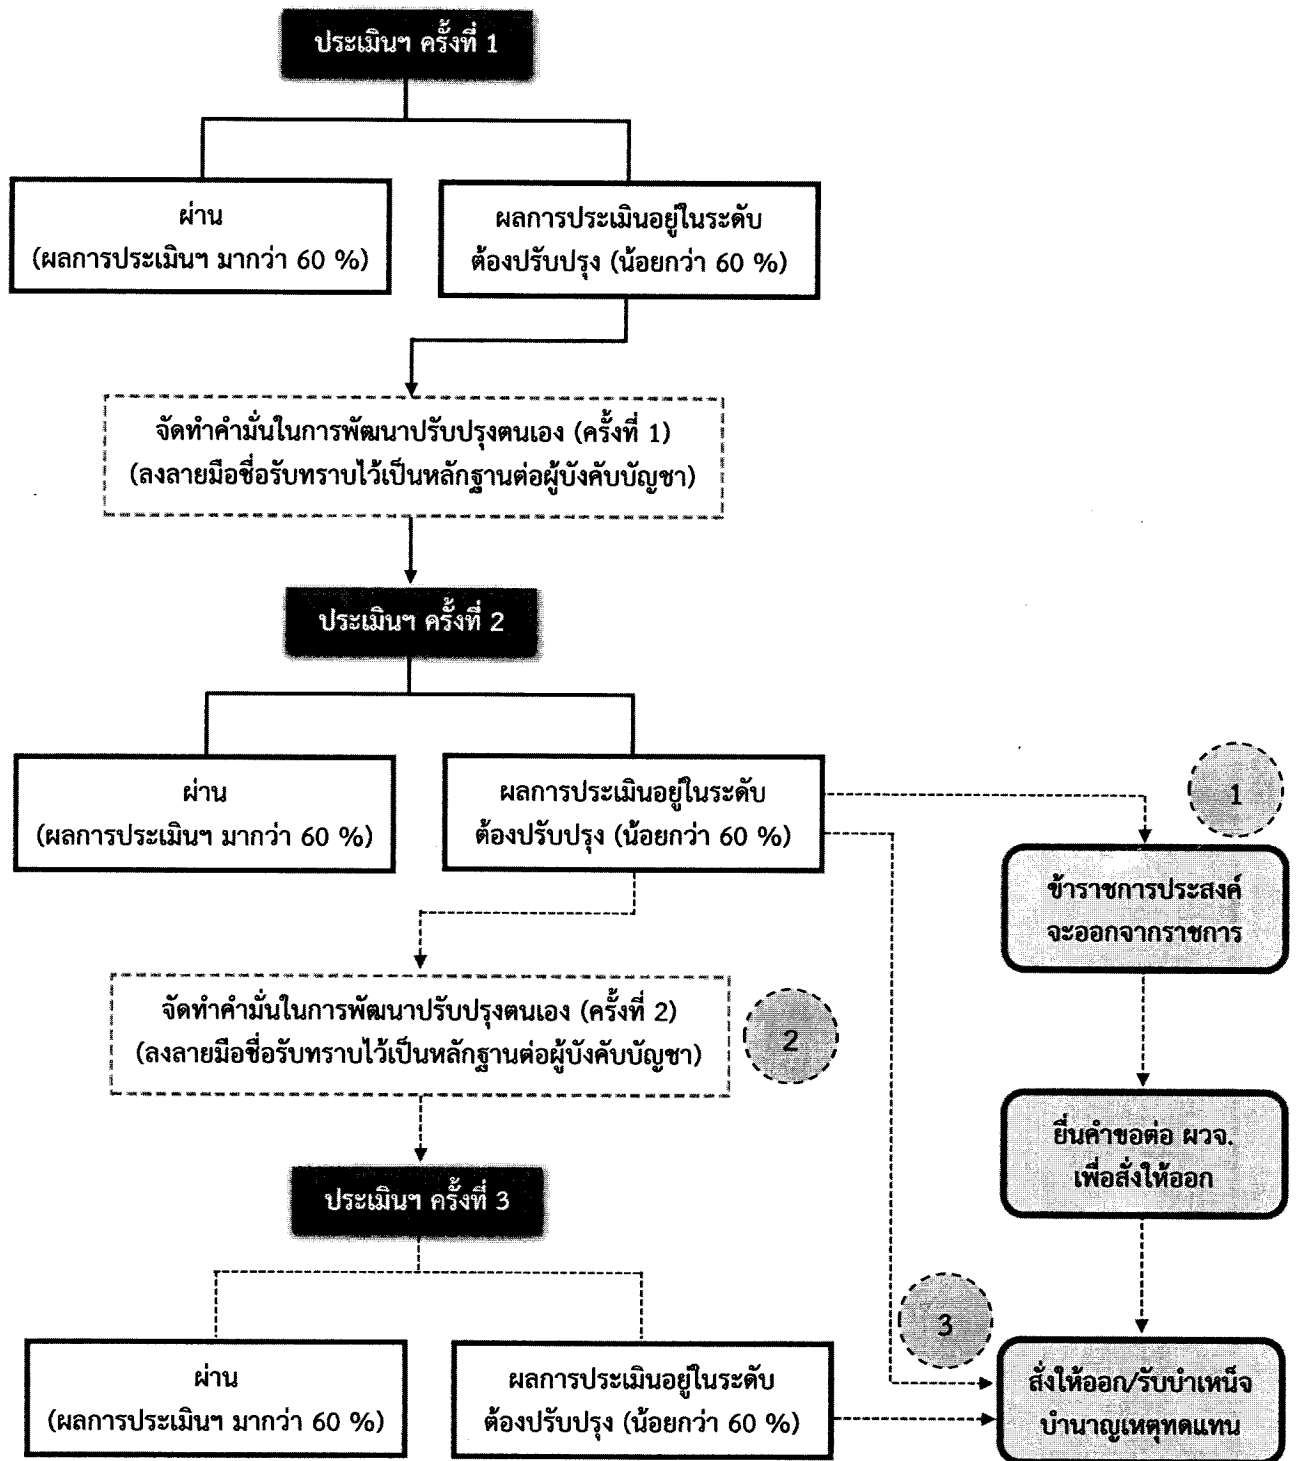 ประเมินฯ ครั้งที่ 1
ผ่าน
(ผลการประเมินฯ มากว่า 60 %)
ผลการประเมินอยู่ในระดับ
ต้องปรับปรุง (น้อยกว่า 60 %)
จัดทำคำมั่นในการพัฒนาปรับปรุงตนเอง (ครั้งที่ 1)
(ลงลายมือชื่อรับทราบไว้เป็นหลักฐานต่อผู้บังคับบัญชา)
ประเมินฯ ครั้งที่ 2
ผ่าน
(ผลการประเมินฯ มากว่า 60 %)
ผลการประเมินอยู่ในระดับ
ต้องปรับปรุง (น้อยกว่า 60 %)
1
ข้าราชการประสงค์
จะออกจากราชการ
จัดทำคำมั่นในการพัฒนาปรับปรุงตนเอง (ครั้งที่ 2)
(ลงลายมือชื่อรับทราบไว้เป็นหลักฐานต่อผู้บังคับบัญชา)
2
ยื่นคำขอต่อ ผวจ.
เพื่อสั่งให้ออก
ประเมินฯ ครั้งที่ 3
ผ่าน
(ผลการประเมินฯ มากว่า 60 %)
ผลการประเมินอยู่ในระดับ
ต้องปรับปรุง (น้อยกว่า 60 %)
3
สั่งให้ออก/รับบำเหน็จ
บำนาญเหตุทดแทน